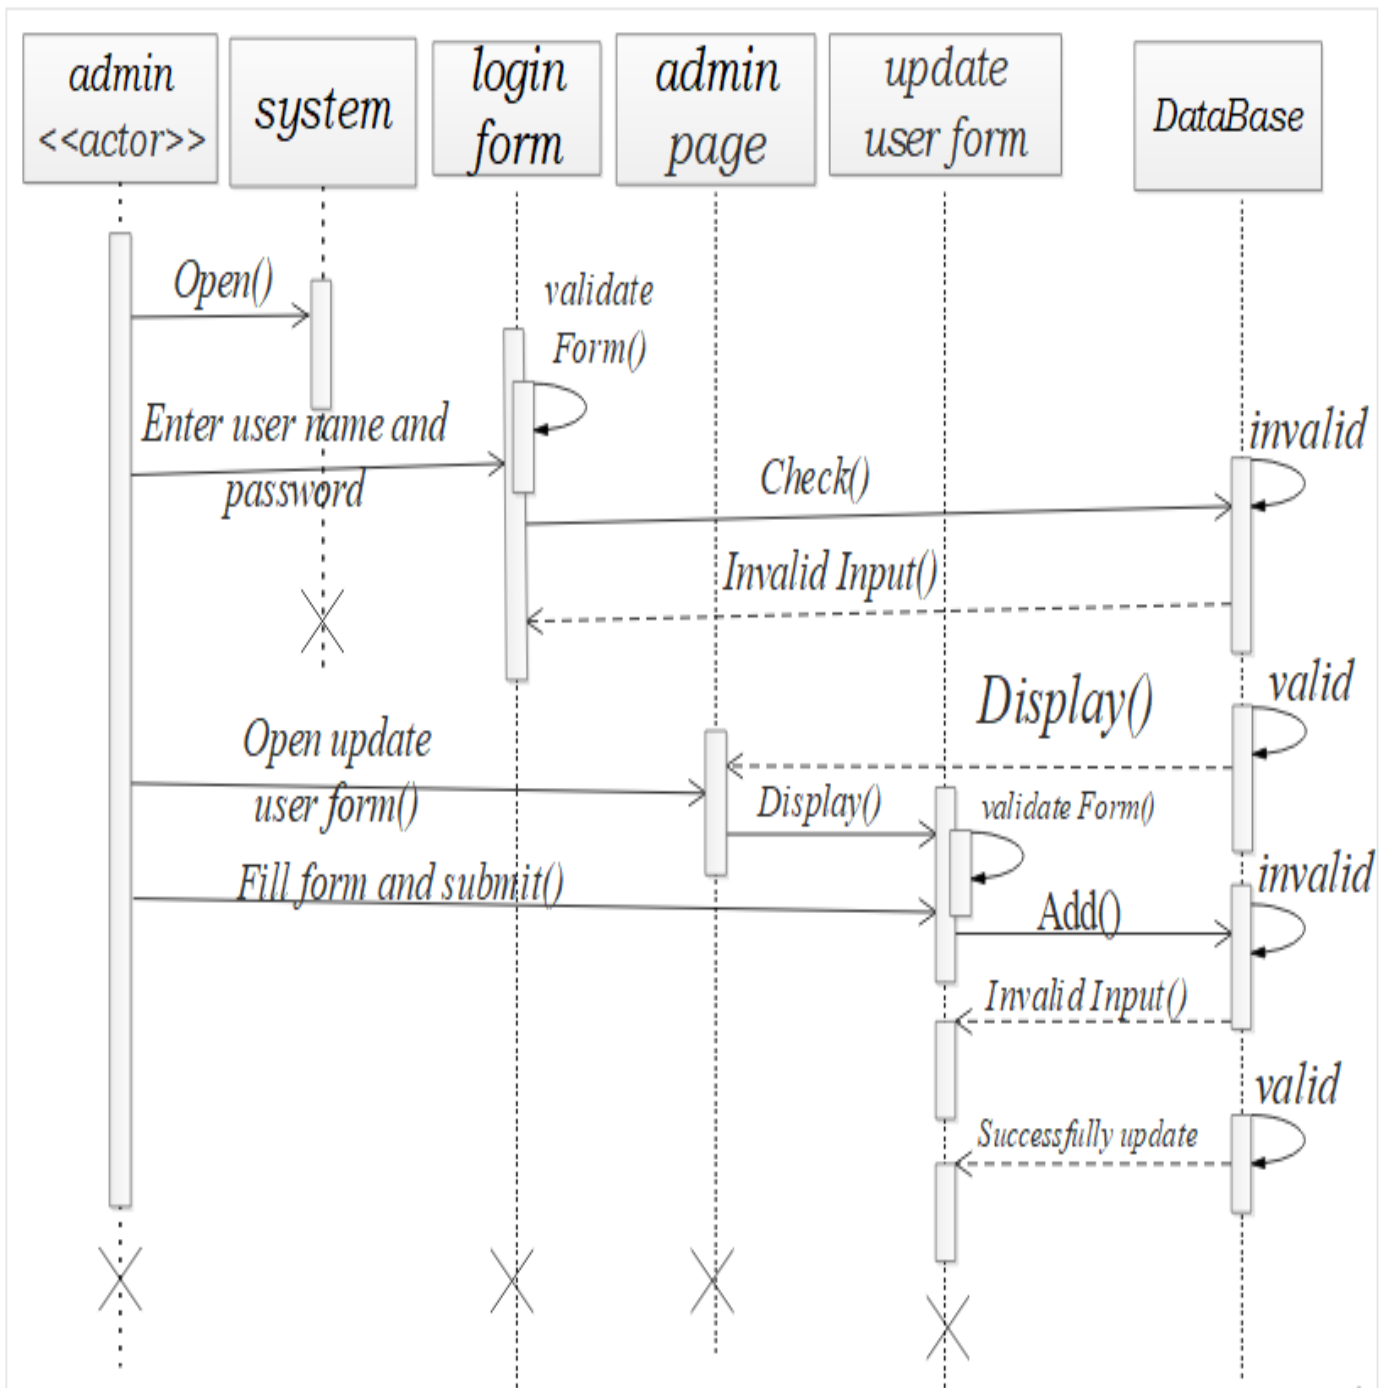 admin
<<actor>>
system
login
form
admin
page
update
user form
DataBase
Open()
validate
Form()
Enter user name and
password
invalid
Check()
Invalid Input()
valid
Display()
Open update
user form()
Display()
validate Form()
invalid
Fill form and submit()
Add()
Invalid Input()
valid
Successfully update